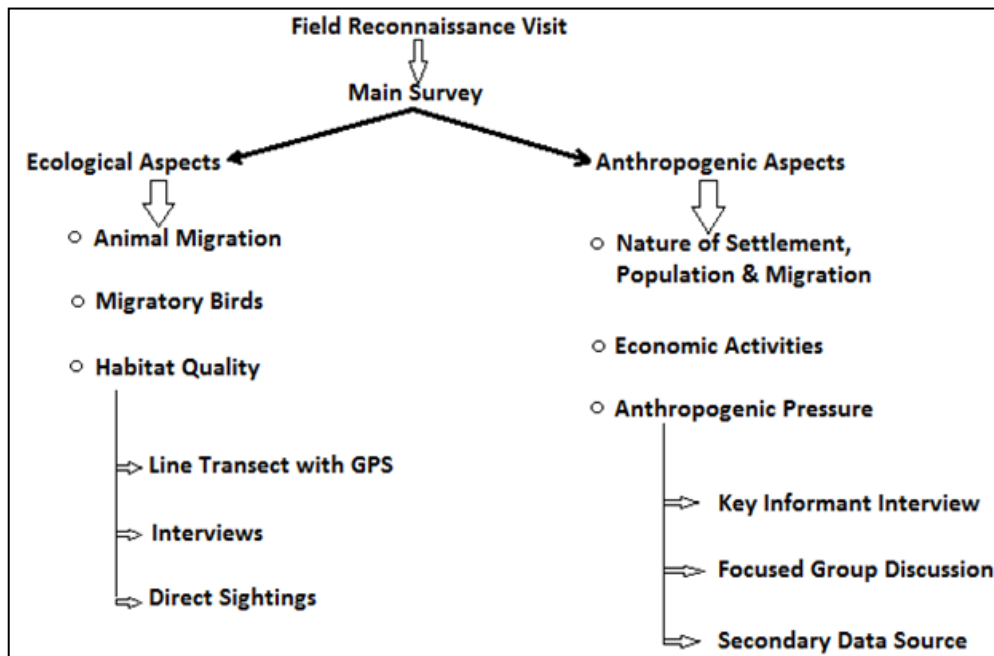 Field Reconnaissance Visit
Main Survey
Ecological Aspects
Animal Migration
Migratory Birds
Habitat Quality
Line Transect with GPS
Interviews
Direct Sightings
Anthropogenic Aspects
Nature of Settlement,
Population & Migration
Economic Activities
Anthropogenic Pressure
Key Informant Interview
Focused Group Discussion
Secondary Data Source